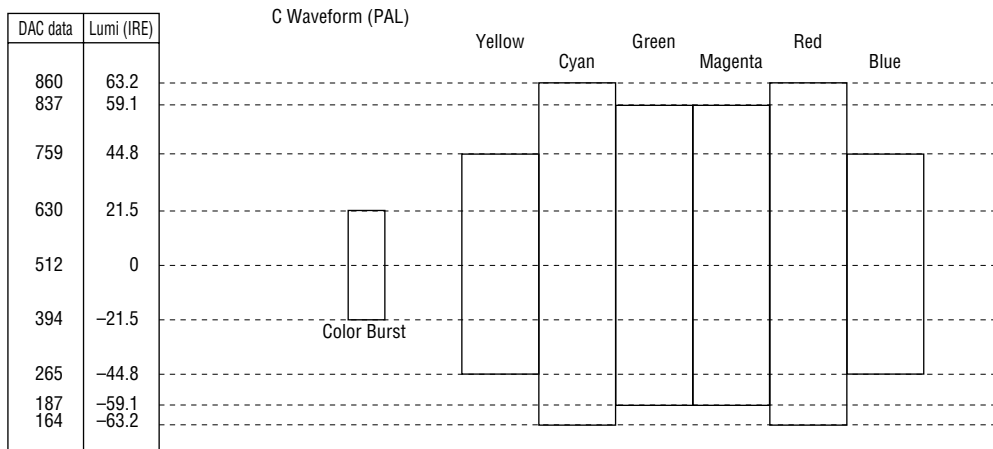 C Waveform (PAL)
DAC data Lumi (IRE)
Yellow Green Red
Cyan Magenta Blue
860 63.2
837 59.1
759 44.8
630 21.5
512 0
394 –21.5
Color Burst
265 –44.8
187 –59.1
164 –63.2